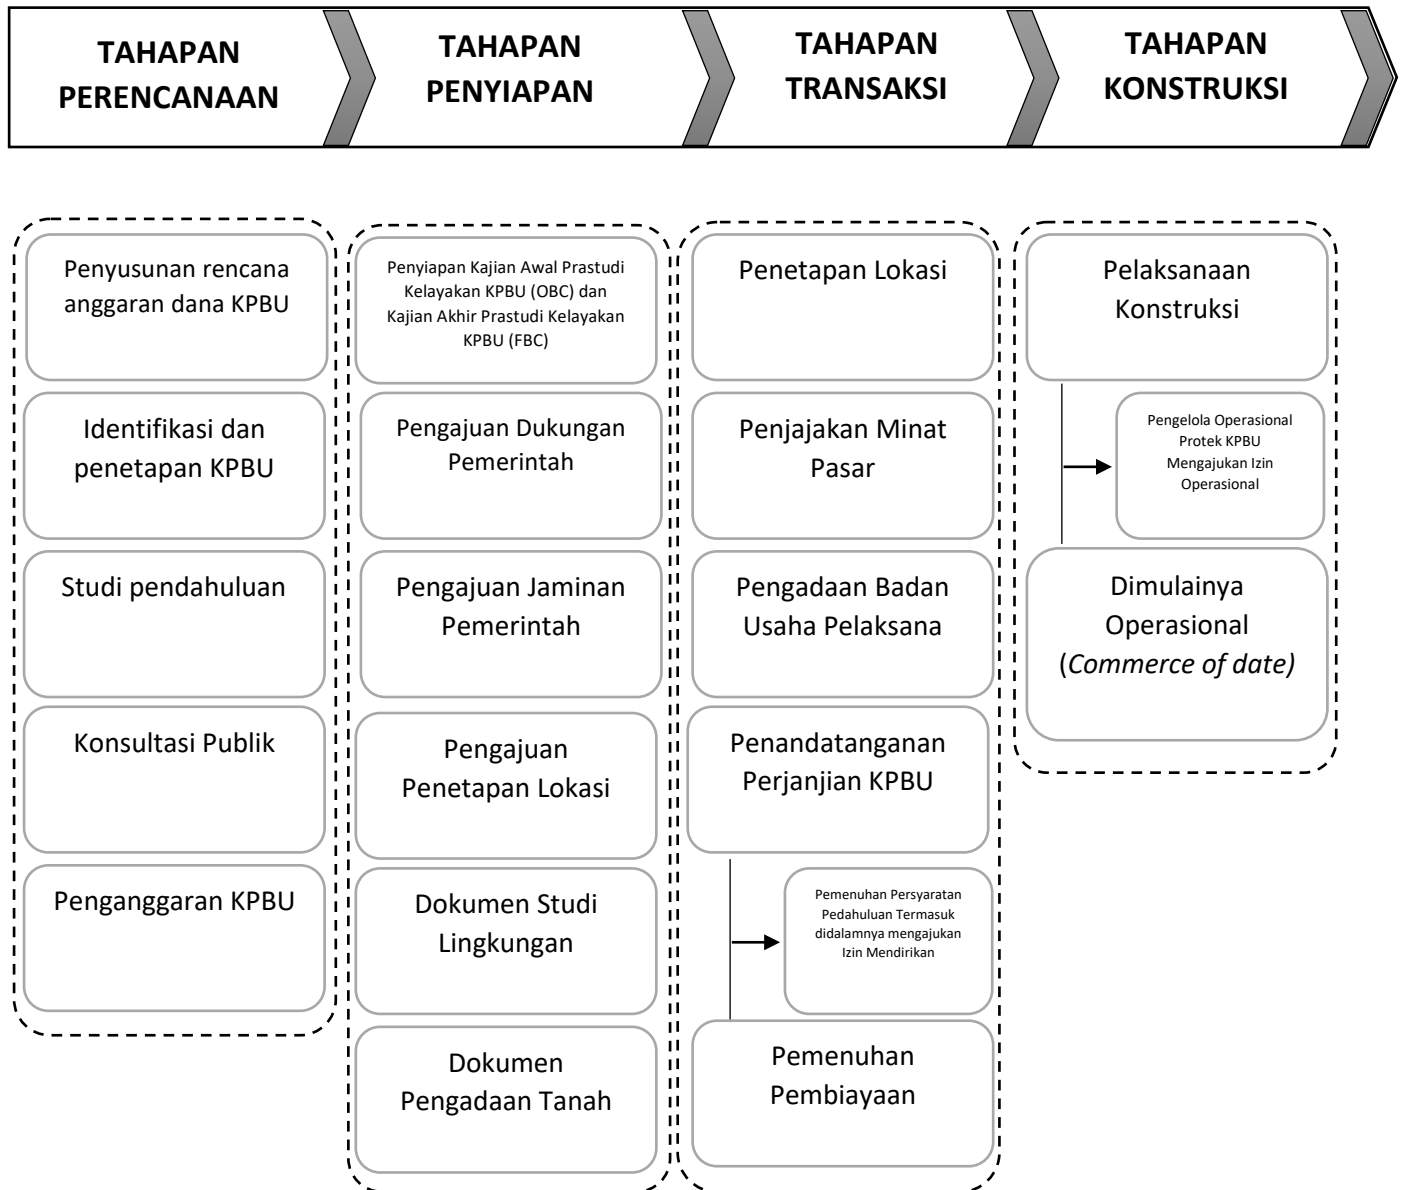 TAHAPAN
PERENCANAAN
TAHAPAN
PENYIAPAN
TAHAPAN
TRANSAKSI
TAHAPAN
KONSTRUKSI
Penyusunan rencana
anggaran dana KPBU
Identifikasi dan
penetapan KPBU
Studi pendahuluan
Konsultasi Publik
Penganggaran KPBU
Penyiapan Kajian Awal Prastudi
Kelayakan KPBU (OBC) dan
Kajian Akhir Prastudi Kelayakan
KPBU (FBC)
Pengajuan Dukungan
Pemerintah
Pengajuan Jaminan
Pemerintah
Pengajuan
Penetapan Lokasi
Dokumen Studi
Lingkungan
Dokumen
Pengadaan Tanah
Penetapan Lokasi
Penjajakan Minat
Pasar
Pengadaan Badan
Usaha Pelaksana
Penandatanganan
Perjanjian KPBU
Pemenuhan Persyaratan
Pedahuluan Termasuk
didalamnya mengajukan
Izin Mendirikan
Pemenuhan
Pembiayaan
Pelaksanaan
Konstruksi
Pengelola Operasional
Protek KPBU
Mengajukan Izin
Operasional
Dimulainya
Operasional
(Commerce of date)